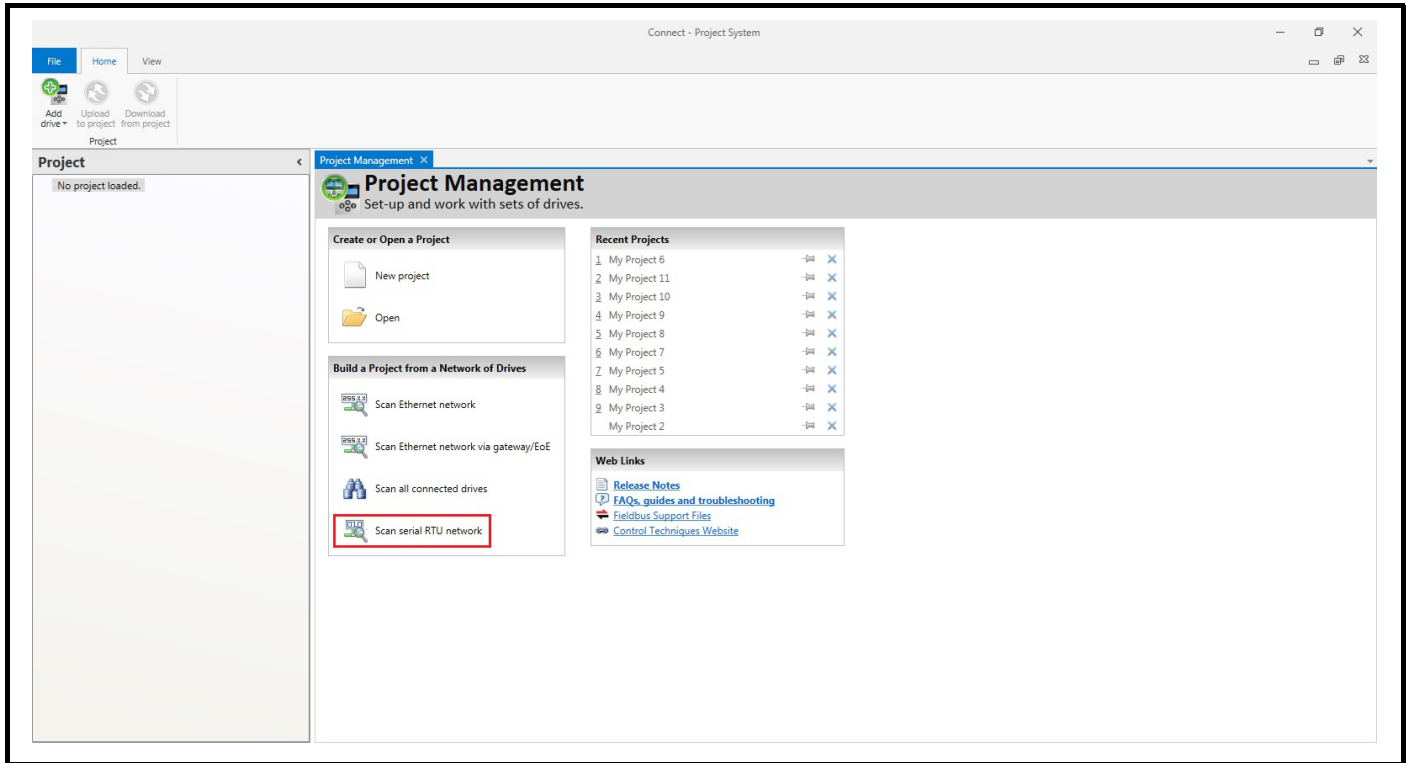 Connect - Project System
File Home View
Add drive
Upload to project
Download from project
Project
Project
No project loaded.
Project Management
Project Management
Set-up and work with sets of drives.
Create or Open a Project
New project
Open
Build a Project from a Network of Drives
Scan Ethernet network
Scan Ethernet network via gateway/EoE
Scan all connected drives
010
Scan serial RTU network
Recent Projects
1 My Project 6
2 My Project 11
3 My Project 10
4 My Project 9
5 My Project 8
6 My Project 7
7 My Project 5
8 My Project 4
9 My Project 3
My Project 2
Web Links
Release Notes
FAQs, guides and troubleshooting
Fieldbus Support Files
Control Techniques Website